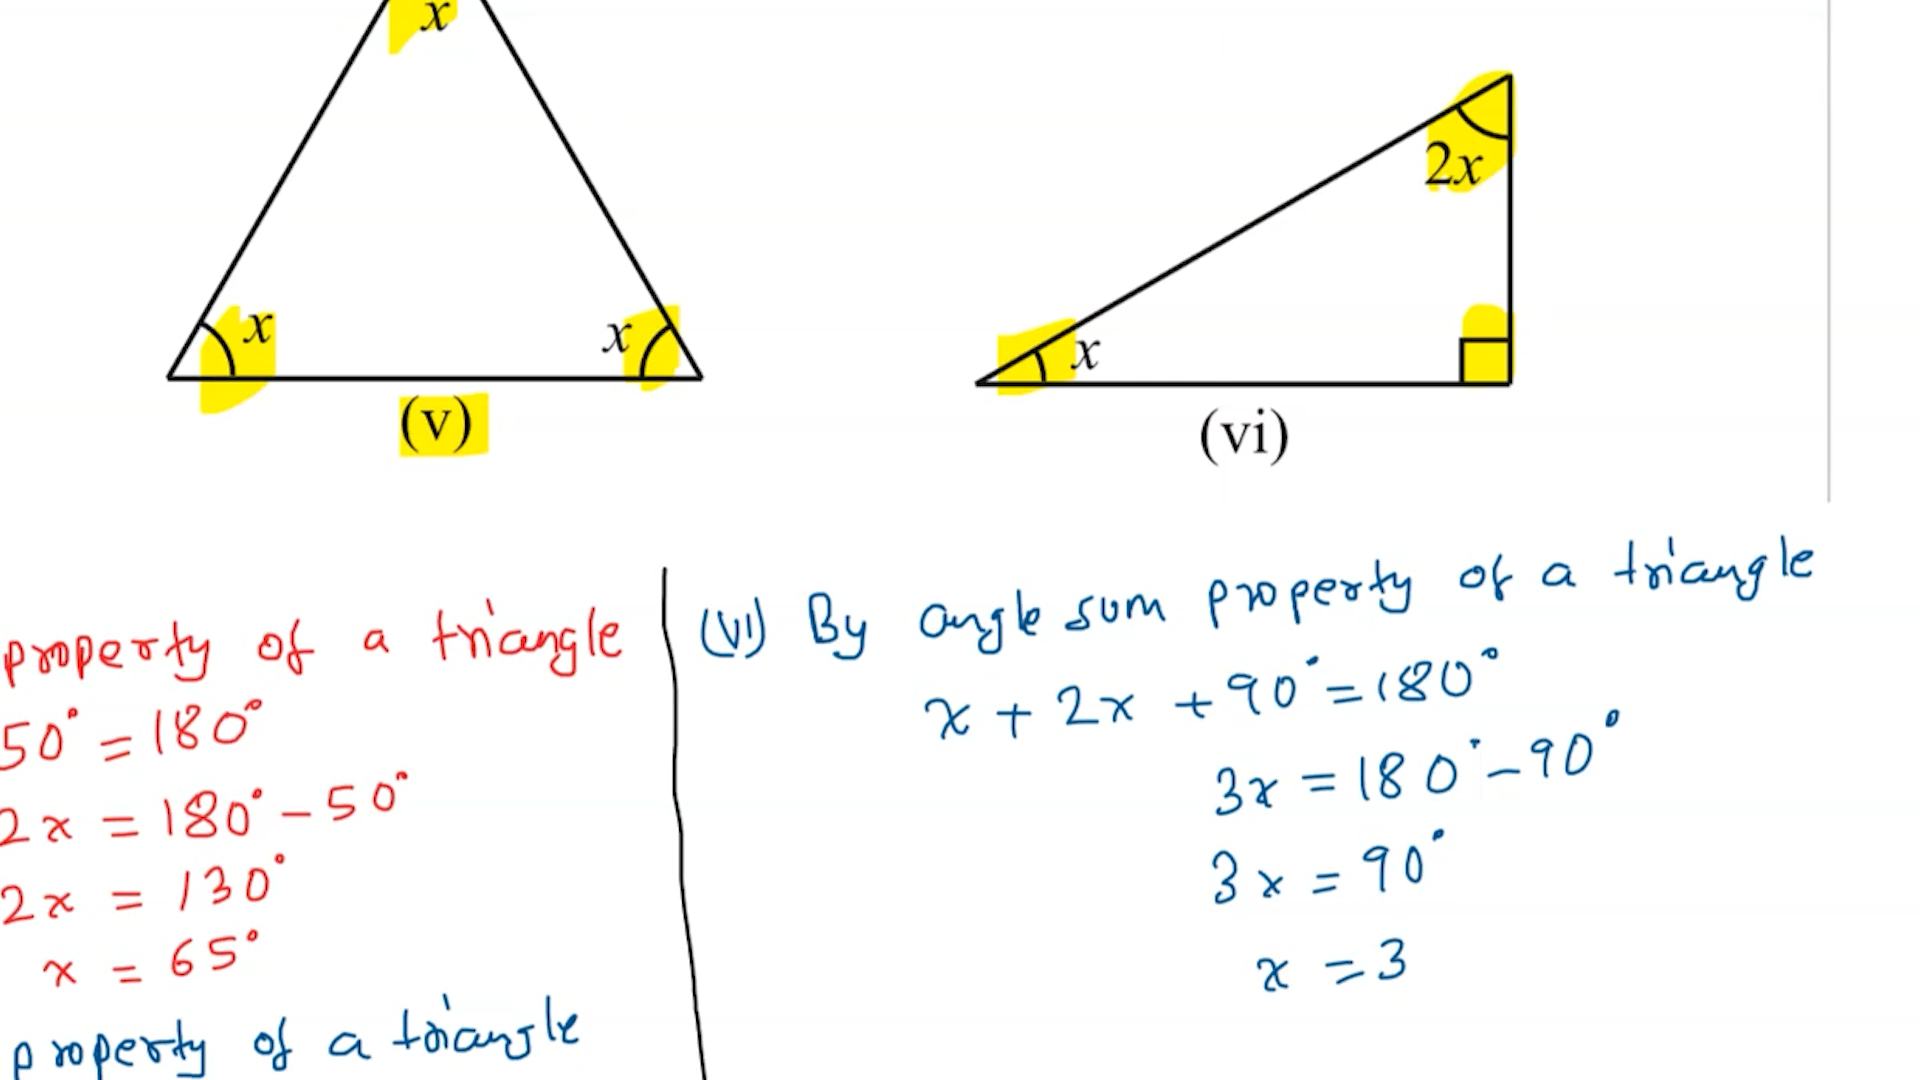 x
2x
x
x
x
(v)
(vi)
property of a triangle
50° = 180°
2x = 180° - 50°
2x = 130°
x = 65°
property of a triangle
(vi) By angle sum property of a triangle
x + 2x + 90° = 180°
3x = 180° - 90°
3x = 90°
x = 3